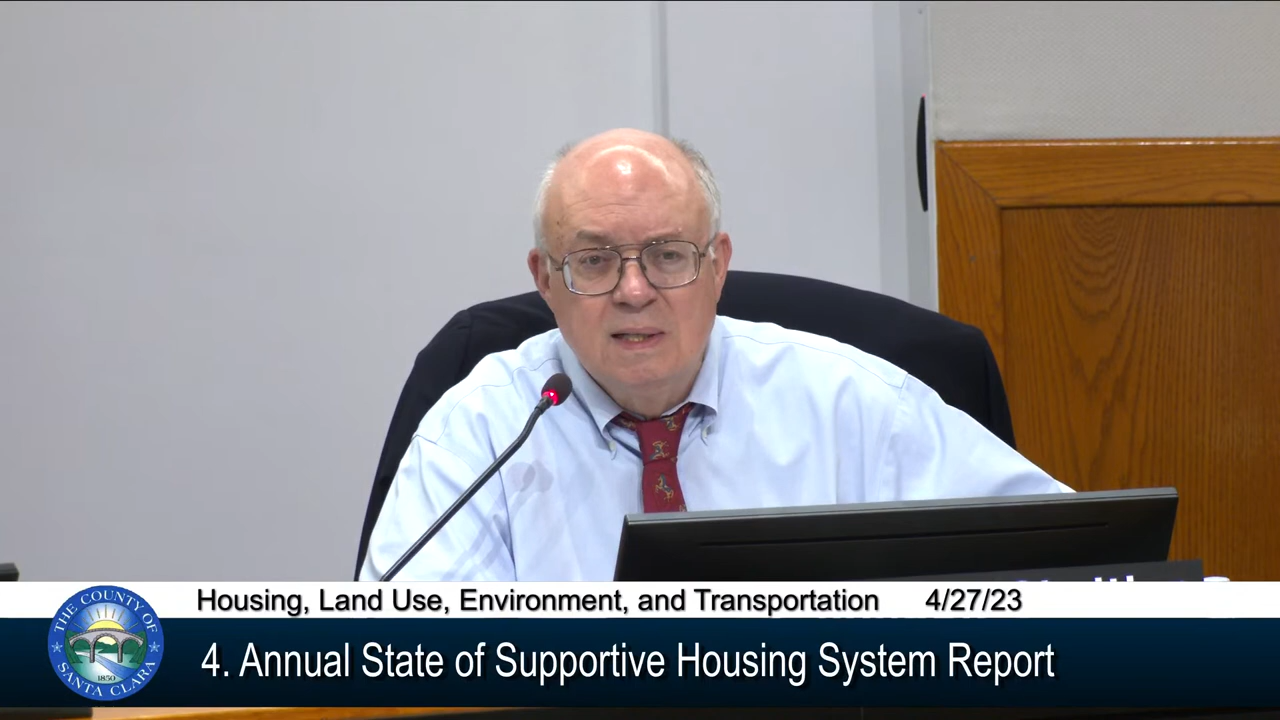 Housing, Land Use, Environment, and Transportation 4/27/23
4. Annual State of Supportive Housing System Report
THE COUNTY OF
SANTA CLARA
1850